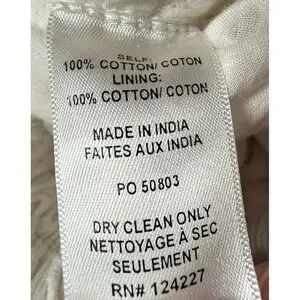 SELF:
100% COTTON/ COTON
LINING:
100% COTTON/ COTON
MADE IN INDIA
FAITES AUX INDIA
PO 50803
DRY CLEAN ONLY
NETTOYAGE À SEC
SEULEMENT
RN# 124227